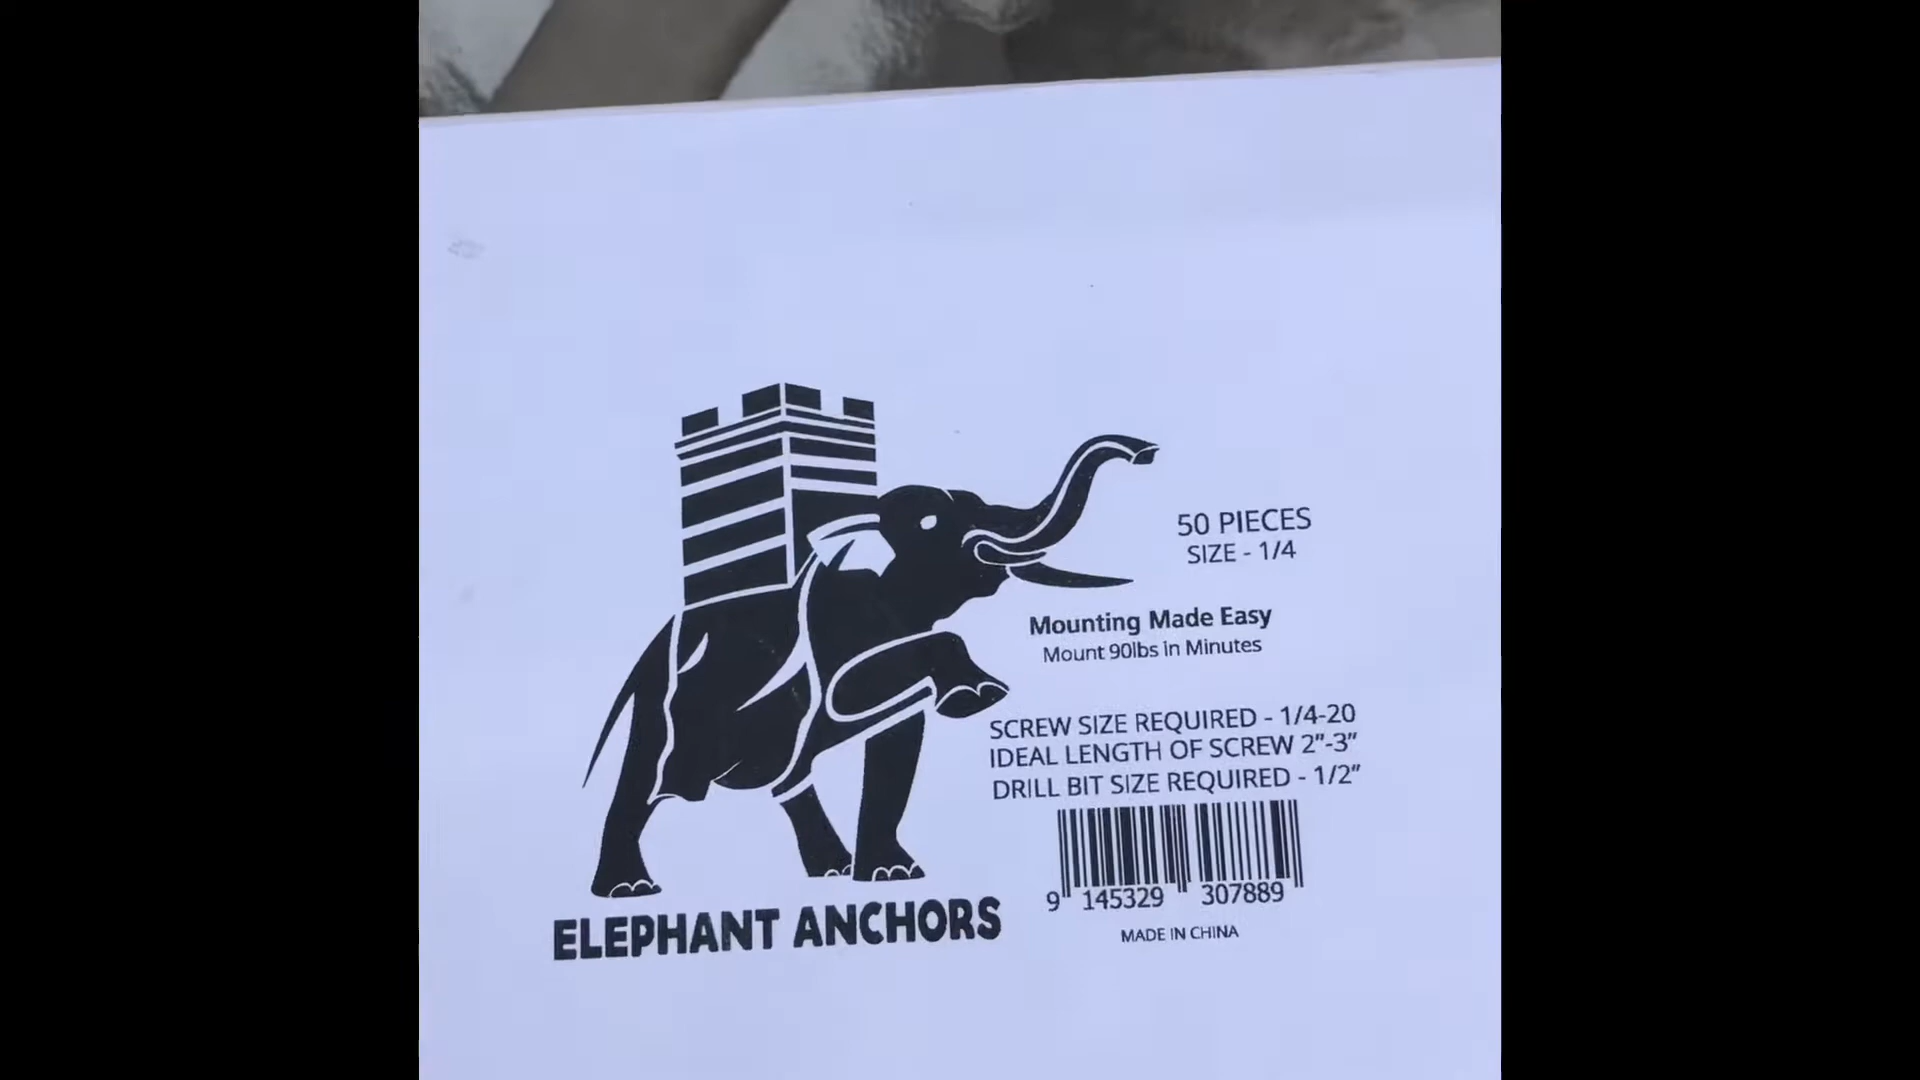 50 PIECES
SIZE - 1/4
Mounting Made Easy
Mount 90lbs in Minutes
SCREW SIZE REQUIRED - 1/4-20
IDEAL LENGTH OF SCREW 2”-3”
DRILL BIT SIZE REQUIRED - 1/2”
9 145329 307889
MADE IN CHINA
ELEPHANT ANCHORS